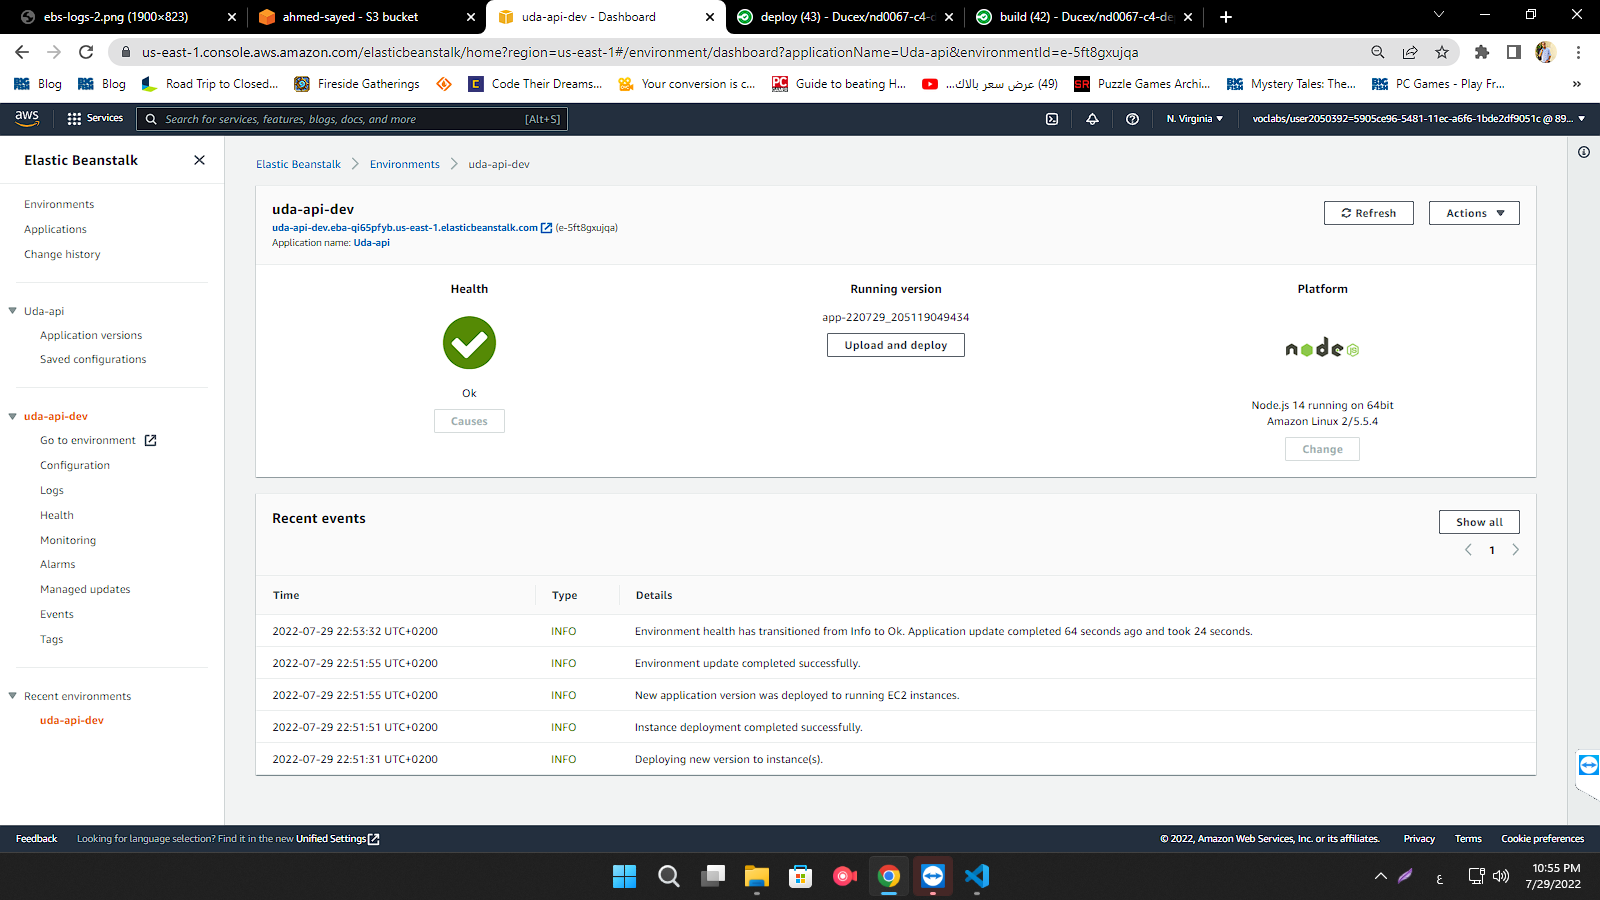 ebs-logs-2.png (1900×823)
ahmed-sayed - S3 bucket
uda-api-dev - Dashboard
deploy (43) - Ducex/nd0067-c4-d
build (42) - Ducex/nd0067-c4-de
us-east-1.console.aws.amazon.com/elasticbeanstalk/home?region=us-east-1#/environment/dashboard?applicationName=Uda-api&environmentId=e-5ft8gxujqa
Blog
Blog
Road Trip to Closed...
Fireside Gatherings
Code Their Dreams...
Your conversion is c...
Guide to beating H...
(49) عرض سعر بالاك...
Puzzle Games Archi...
Mystery Tales: The...
PC Games - Play Fr...
»
aws
Services
Search for services, features, blogs, docs, and more
[Alt+S]
N. Virginia
voclabs/user2050392=5905ce96-5481-11ec-a6f6-1bde2df9051c @ 89...
Elastic Beanstalk
Environments
Applications
Change history
Uda-api
Application versions
Saved configurations
uda-api-dev
Go to environment
Configuration
Logs
Health
Monitoring
Alarms
Managed updates
Events
Tags
Recent environments
uda-api-dev
Elastic Beanstalk
Environments
uda-api-dev
uda-api-dev
uda-api-dev.eba-qi65pfyb.us-east-1.elasticbeanstalk.com (e-5ft8gxujqa)
Application name: Uda-api
Refresh
Actions
Health
Ok
Causes
Running version
app-220729_205119049434
Upload and deploy
Platform
node
JS
Node.js 14 running on 64bit
Amazon Linux 2/5.5.4
Change
Recent events
Show all
1
Time Type Details
2022-07-29 22:53:32 UTC+0200 INFO Environment health has transitioned from Info to Ok. Application update completed 64 seconds ago and took 24 seconds.
2022-07-29 22:51:55 UTC+0200 INFO Environment update completed successfully.
2022-07-29 22:51:55 UTC+0200 INFO New application version was deployed to running EC2 instances.
2022-07-29 22:51:51 UTC+0200 INFO Instance deployment completed successfully.
2022-07-29 22:51:31 UTC+0200 INFO Deploying new version to instance(s).
Feedback
Looking for language selection? Find it in the new Unified Settings
© 2022, Amazon Web Services, Inc. or its affiliates.
Privacy
Terms
Cookie preferences
ع
10:55 PM
7/29/2022